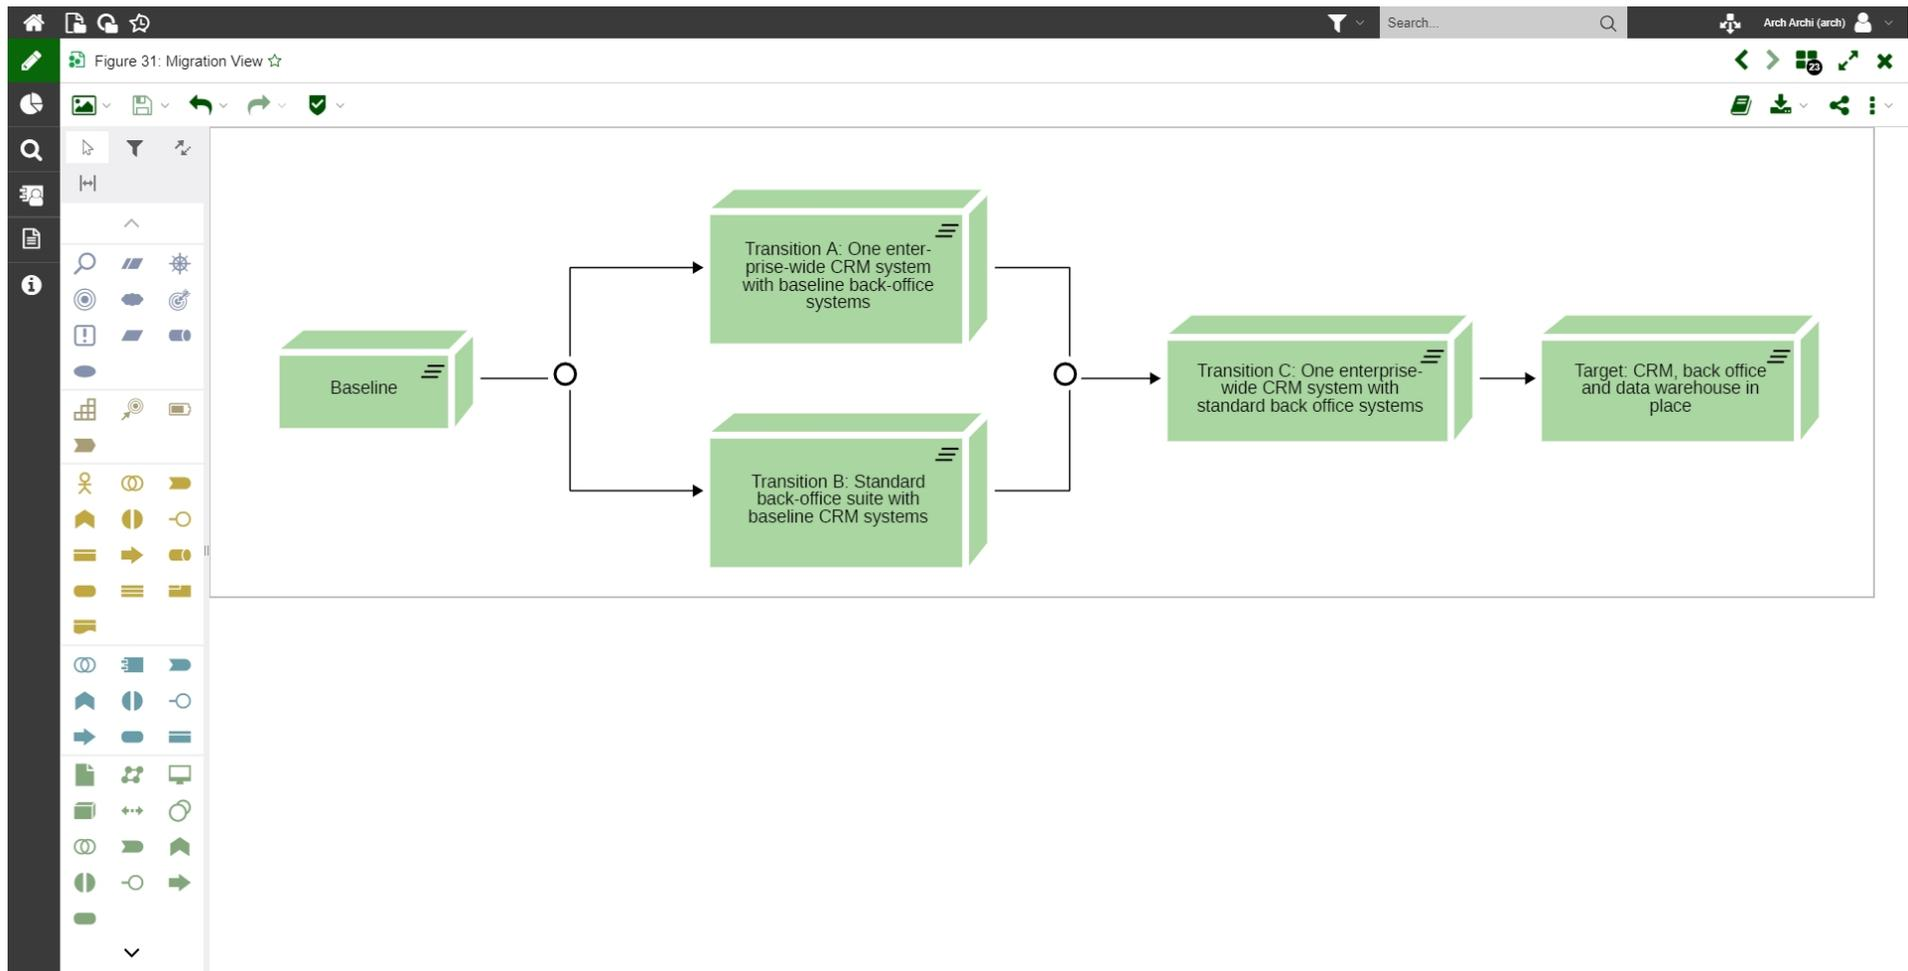 Search...
Arch Archi (arch)
Figure 31: Migration View
23
Transition A: One enter-
prise-wide CRM system
with baseline back-office
systems
Baseline
Transition C: One enterprise-
wide CRM system with
standard back office systems
Target: CRM, back office
and data warehouse in
place
Transition B: Standard
back-office suite with
baseline CRM systems